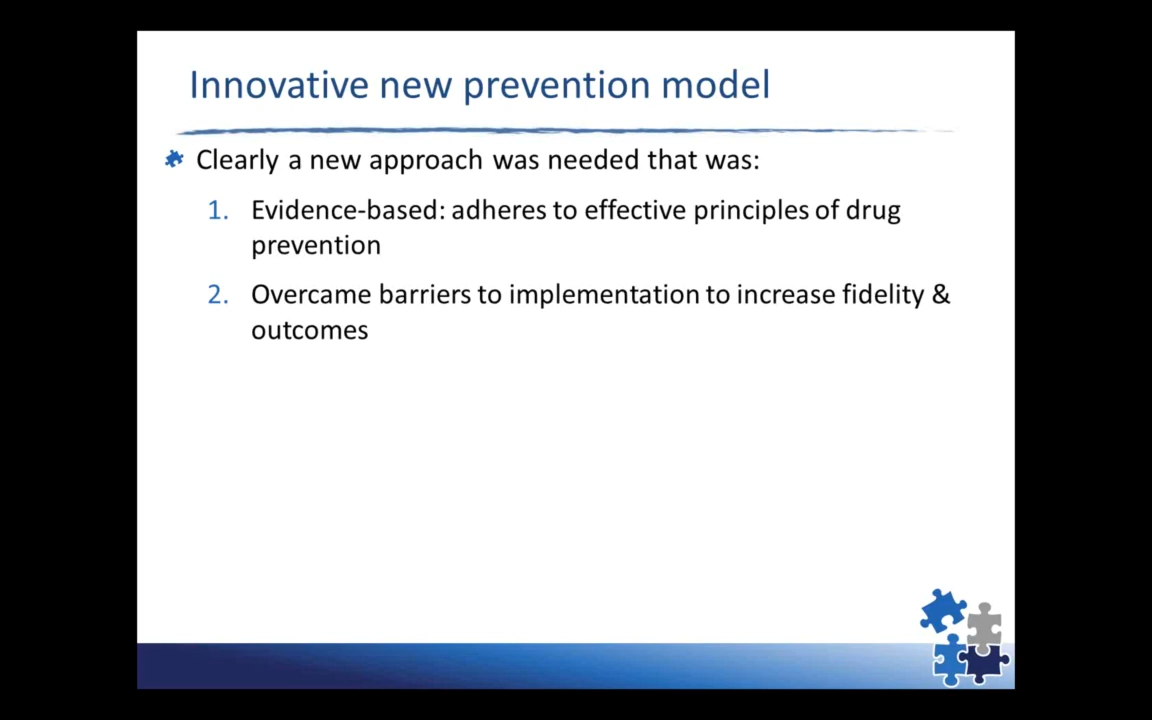 Innovative new prevention model
Clearly a new approach was needed that was:
1. Evidence-based: adheres to effective principles of drug
prevention
2. Overcame barriers to implementation to increase fidelity &
outcomes